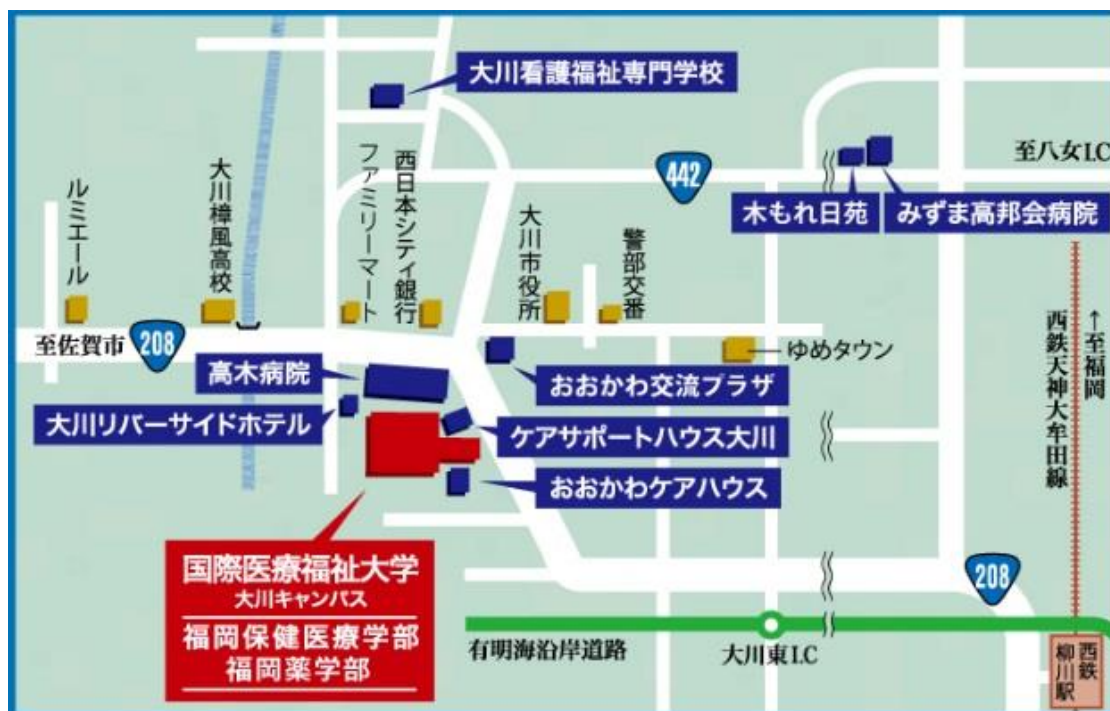 大川看護福祉専門学校
442
至八女I.C
木もれ日苑
みずま高邦会病院
ルミエール
大川樟風高校
ファミリーマート
西日本シティ銀行
大川市役所
警部交番
至佐賀市
208
高木病院
大川リバーサイドホテル
おおかわ交流プラザ
ゆめタウン
ケアサポートハウス大川
おおかわケアハウス
西鉄天神大牟田線
↑至福岡
国際医療福祉大学
大川キャンパス
福岡保健医療学部
福岡薬学部
208
有明海沿岸道路
大川東I.C
西鉄
柳川駅